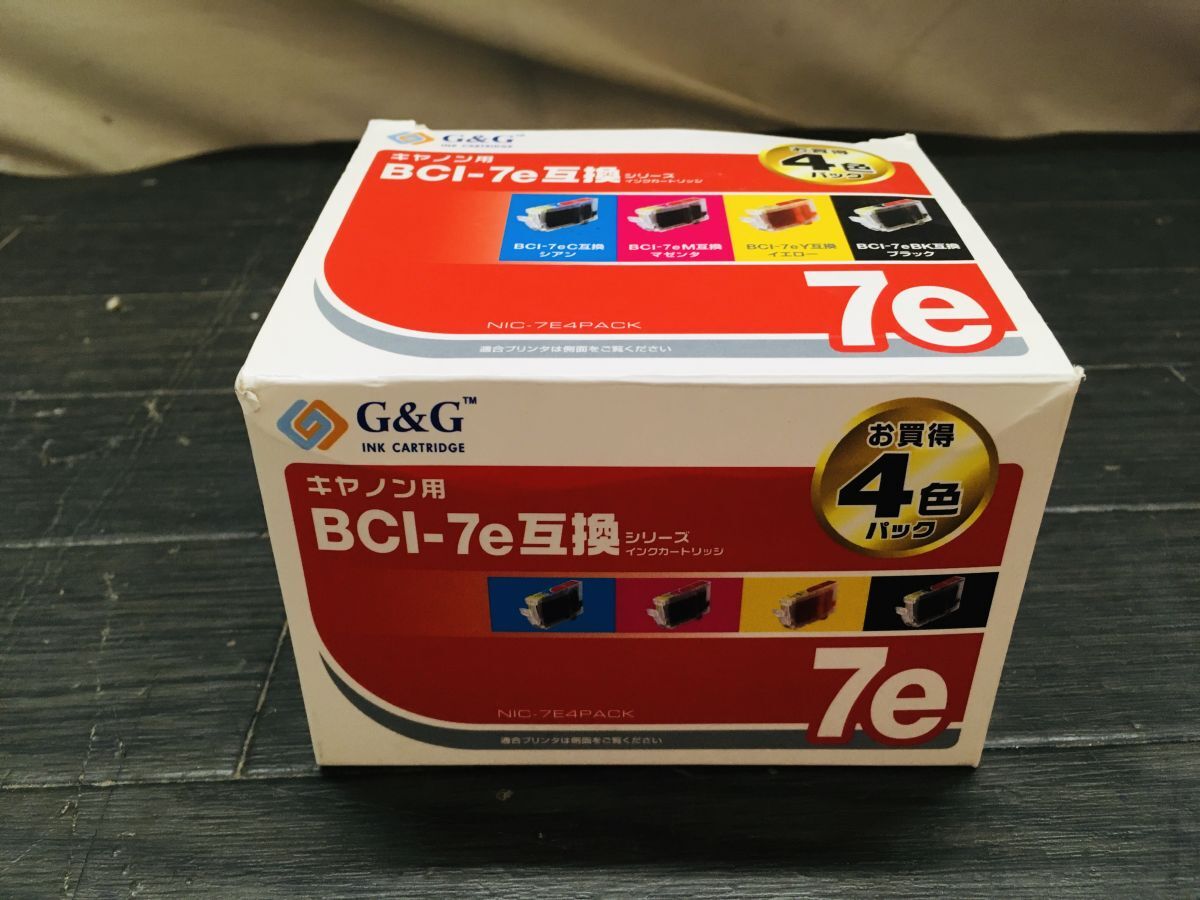 G&G™
INK CARTRIDGE
キヤノン用
BCI-7e互換シリーズ
インクカートリッジ
お買得
4色
パック
BCI-7eC互換
シアン
BCI-7eM互換
マゼンタ
BCI-7eY互換
イエロー
BCI-7eBK互換
ブラック
7e
NIC-7E4PACK
適合プリンタは側面をご覧ください
G&G™
INK CARTRIDGE
お買得
4色
パック
キヤノン用
BCI-7e互換シリーズ
インクカートリッジ
7e
NIC-7E4PACK
適合プリンタは側面をご覧ください